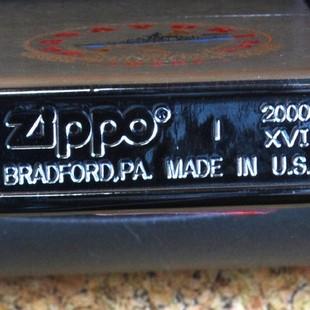 Zippo® I 2000
XVI
BRADFORD,PA. MADE IN U.S.